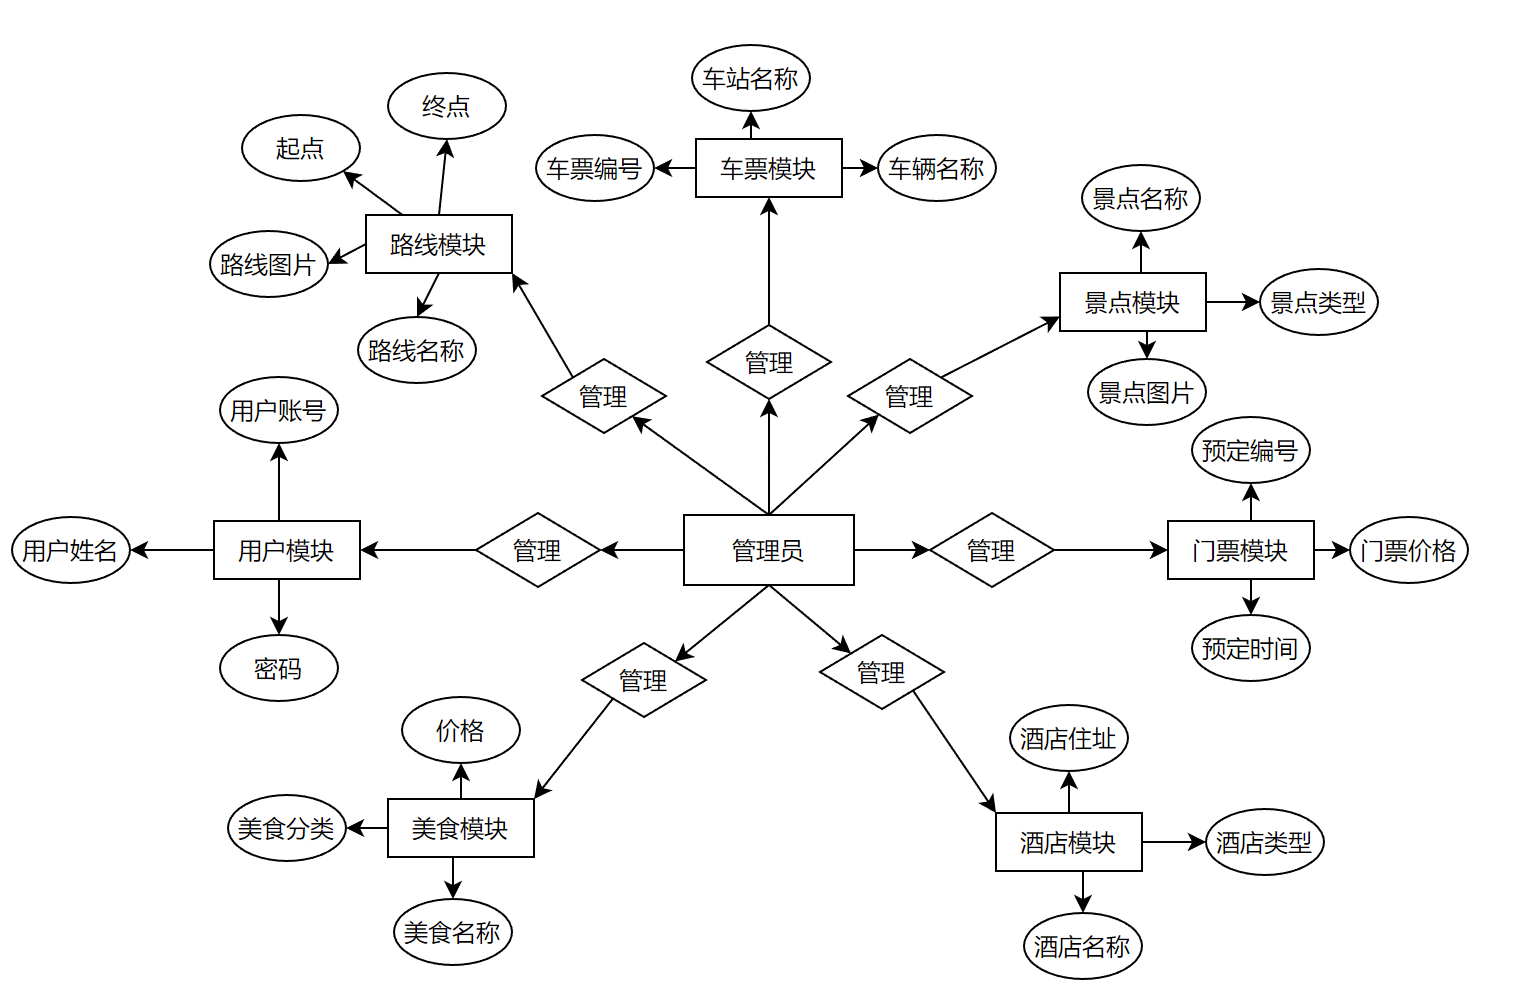 车站名称
终点
起点
车票编号
车票模块
车辆名称
景点名称
路线模块
路线图片
景点模块
景点类型
路线名称
管理
管理
管理
景点图片
用户账号
预定编号
用户姓名
用户模块
管理
管理员
管理
门票模块
门票价格
预定时间
密码
管理
管理
价格
酒店住址
美食分类
美食模块
酒店模块
酒店类型
美食名称
酒店名称